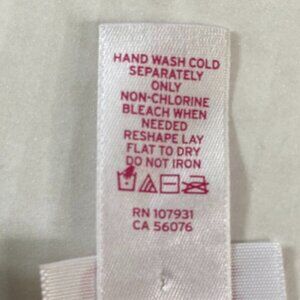 HAND WASH COLD
SEPARATELY
ONLY
NON-CHLORINE
BLEACH WHEN
NEEDED
RESHAPE LAY
FLAT TO DRY
DO NOT IRON
RN 107931
CA 56076